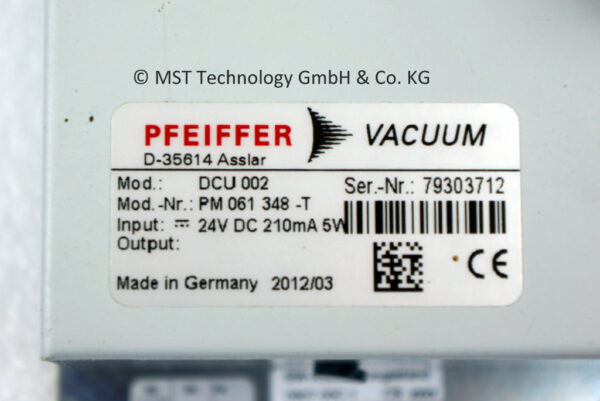 © MST Technology GmbH & Co. KG
PFEIFFER VACUUM
D-35614 Asslar
Mod.: DCU 002
Ser.-Nr.: 79303712
Mod.-Nr.: PM 061 348 -T
Input: ⎓ 24V DC 210mA 5W
Output:
CE
Made in Germany 2012/03